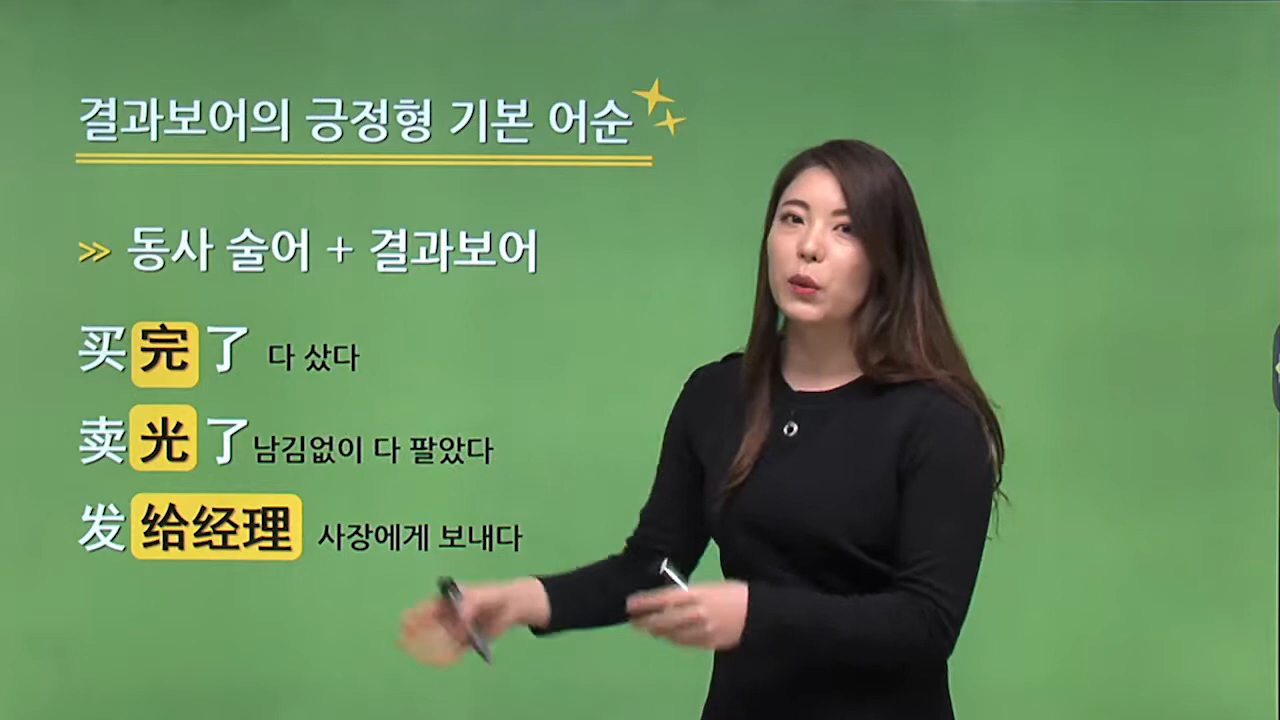 결과보어의 긍정형 기본 어순
>> 동사 술어 + 결과보어
买完了 다 샀다
卖光了 남김없이 다 팔았다
发给经理 사장에게 보내다